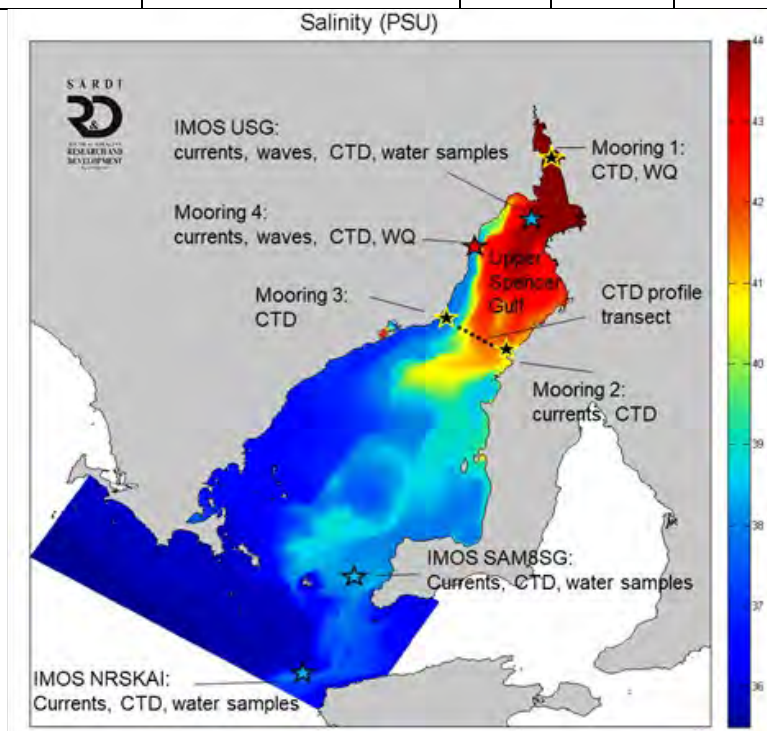 Salinity (PSU)
SARDI
R&D
RESEARCH AND
DEVELOPMENT
IMOS USG:
currents, waves, CTD, water samples
Mooring 1:
CTD, WQ
Mooring 4:
currents, waves, CTD, WQ
Upper
Spencer
Gulf
Mooring 3:
CTD
CTD profile
transect
Mooring 2:
currents, CTD
IMOS SAM8SG:
Currents, CTD, water samples
IMOS NRSKAI:
Currents, CTD, water samples
44
43
42
41
40
39
38
37
36